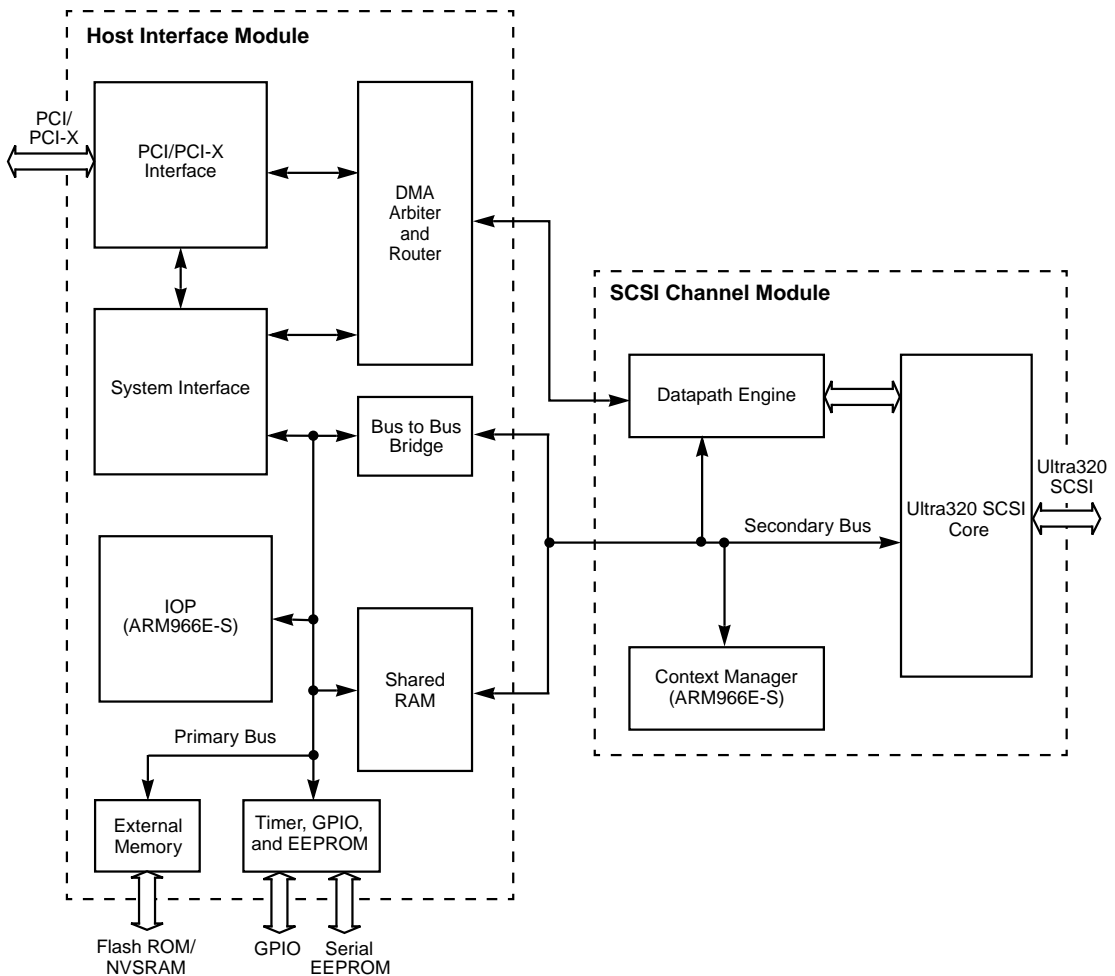 Host Interface Module
PCI/
PCI-X
PCI/PCI-X
Interface
DMA
Arbiter
and
Router
System Interface
Bus to Bus
Bridge
IOP
(ARM966E-S)
Shared
RAM
Primary Bus
External
Memory
Timer, GPIO,
and EEPROM
Flash ROM/
NVSRAM
GPIO
Serial
EEPROM
SCSI Channel Module
Datapath Engine
Ultra320 SCSI
Core
Ultra320
SCSI
Secondary Bus
Context Manager
(ARM966E-S)